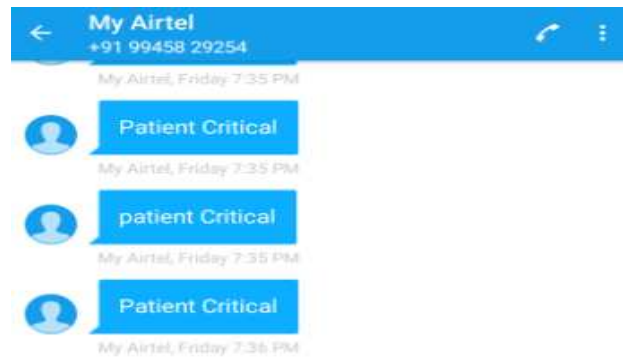 My Airtel
+91 99458 29254
My Airtel, Friday 7:35 PM
Patient Critical
My Airtel, Friday 7:35 PM
patient Critical
My Airtel, Friday 7:35 PM
Patient Critical
My Airtel, Friday 7:36 PM